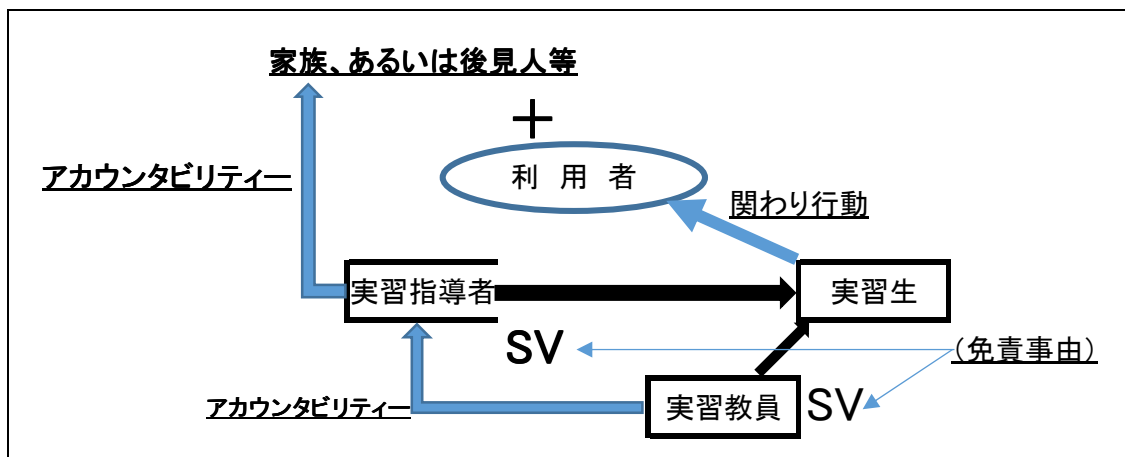 家族、あるいは後見人等
+
利 用 者
アカウンタビリティー
関わり行動
実習指導者
実習生
SV
(免責事由)
アカウンタビリティー
実習教員
SV